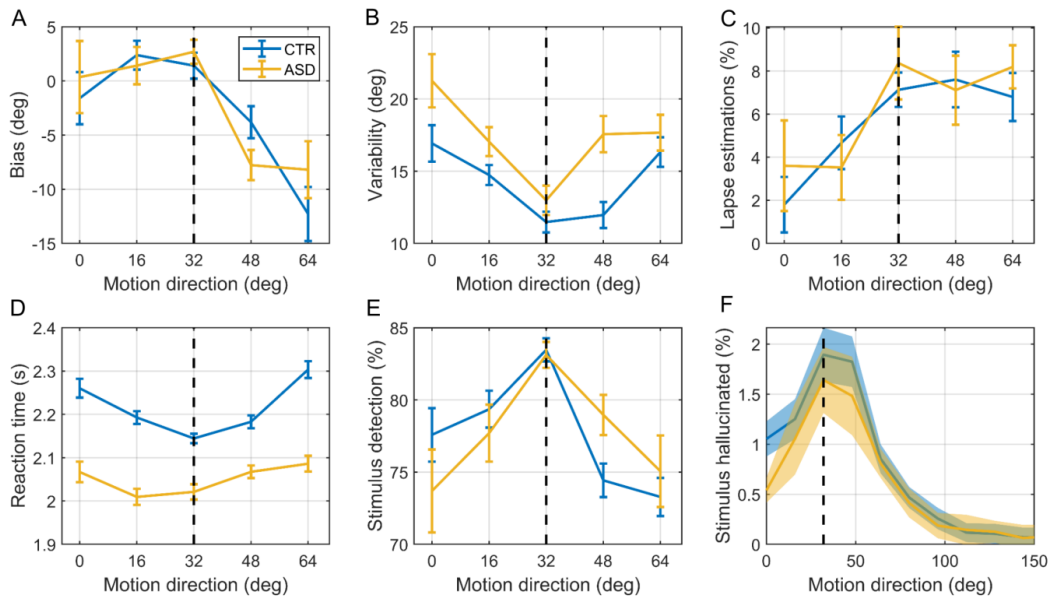 A
Bias (deg)
5
0
-5
-10
-15
0 16 32 48 64
Motion direction (deg)
CTR
ASD
B
Variability (deg)
25
20
15
10
0 16 32 48 64
Motion direction (deg)
C
Lapse estimations (%)
10
8
6
4
2
0
0 16 32 48 64
Motion direction (deg)
D
Reaction time (s)
2.4
2.3
2.2
2.1
2
1.9
0 16 32 48 64
Motion direction (deg)
E
Stimulus detection (%)
85
80
75
70
0 16 32 48 64
Motion direction (deg)
F
Stimulus hallucinated (%)
2
1.5
1
0.5
0
0 50 100 150
Motion direction (deg)